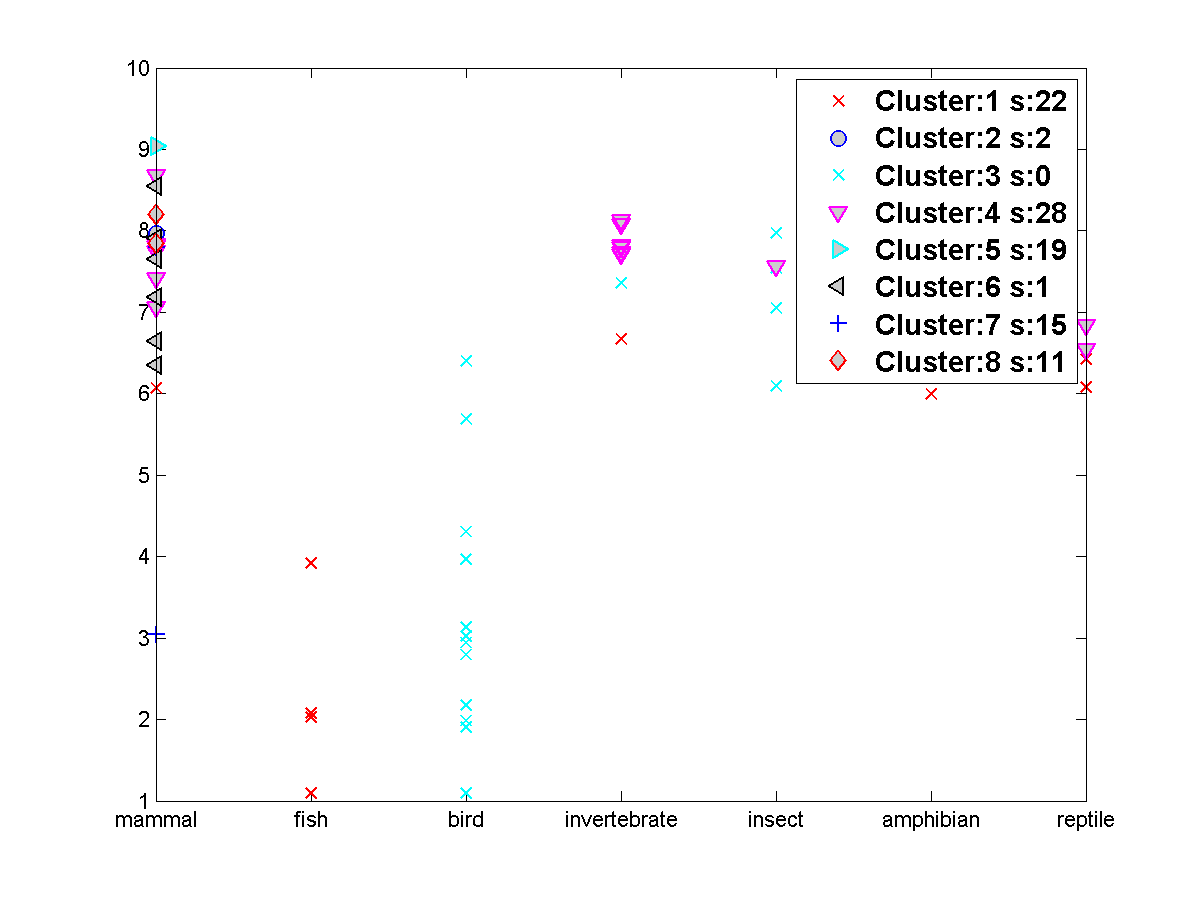 10
9
8
7
6
5
4
3
2
1
mammal fish bird invertebrate insect amphibian reptile
Cluster:1 s:22
Cluster:2 s:2
Cluster:3 s:0
Cluster:4 s:28
Cluster:5 s:19
Cluster:6 s:1
Cluster:7 s:15
Cluster:8 s:11